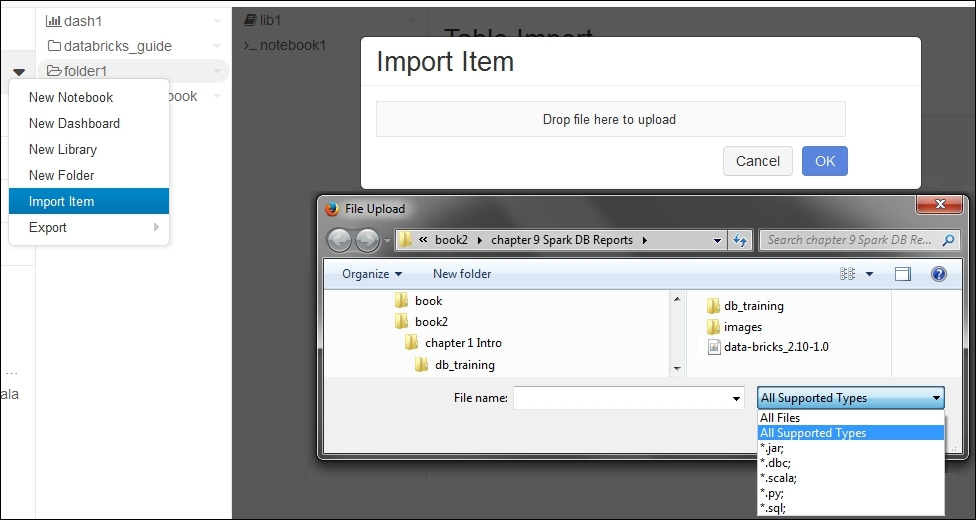 dash1
databricks_guide
folder1
ook
New Notebook
New Dashboard
New Library
New Folder
Import Item
Export
...
ala
lib1
notebook1
Table Import
Import Item
Drop file here to upload
Cancel
OK
File Upload
« book2 chapter 9 Spark DB Reports
Search chapter 9 Spark DB Re...
Organize
New folder
book
book2
chapter 1 Intro
db_training
db_training
images
data-bricks_2.10-1.0
File name:
All Supported Types
All Files
All Supported Types
*.jar;
*.dbc;
*.scala;
*.py;
*.sql;